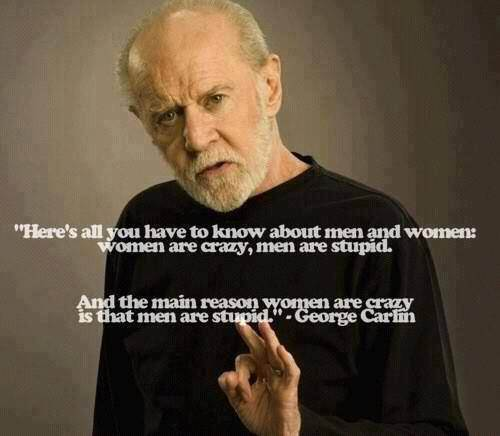 "Here's all you have to know about men and women:
women are crazy, men are stupid.
And the main reason women are crazy
is that men are stupid." - George Carlin